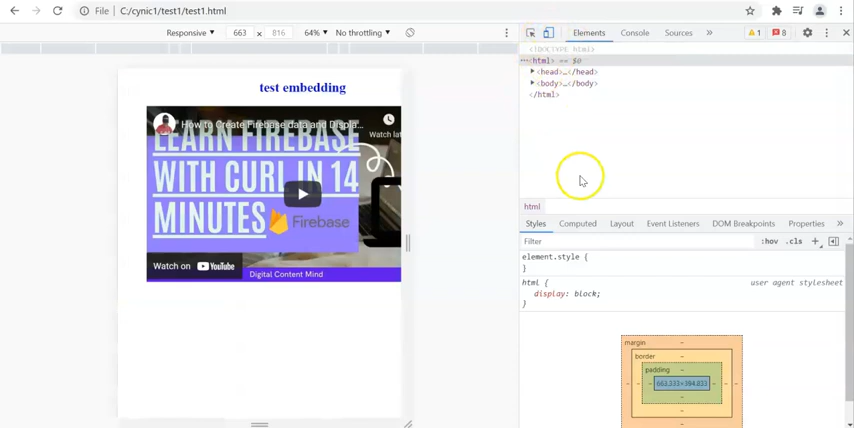 File | C:/cynic1/test1/test1.html
Responsive ▼ 663 × 816 64% ▼ No throttling ▼
Elements Console Sources » 1 8
<!DOCTYPE html>
<html> == $0
<head>…</head>
<body>…</body>
</html>
test embedding
How to Create Firebase data and Displa…
Watch lat
LEARN FIREBASE
WITH CURL IN 14
MINUTES
Firebase
Watch on YouTube
Digital Content Mind
html
Styles Computed Layout Event Listeners DOM Breakpoints Properties »
Filter :hov .cls +
element.style {
}
html { user agent stylesheet
display: block;
}
margin –
border –
padding –
– – – 663.333×394.833 – – –
–
–